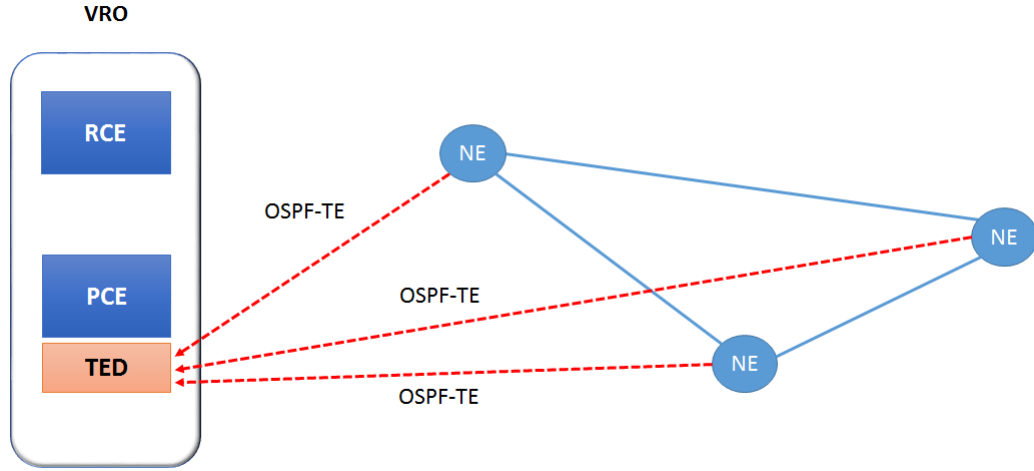 VRO
RCE
NE
OSPF-TE
NE
PCE
OSPF-TE
TED
NE
OSPF-TE